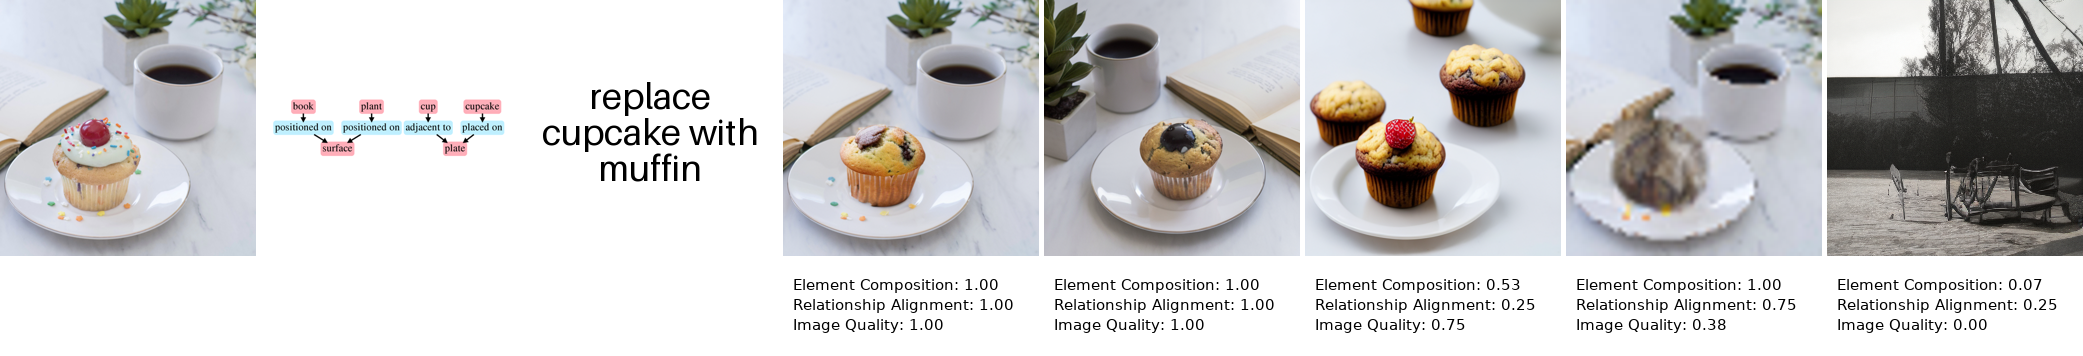 book plant cup cupcake
positioned on positioned on adjacent to placed on
surface plate
replace
cupcake with
muffin
Element Composition: 1.00
Relationship Alignment: 1.00
Image Quality: 1.00
Element Composition: 1.00
Relationship Alignment: 1.00
Image Quality: 1.00
Element Composition: 0.53
Relationship Alignment: 0.25
Image Quality: 0.75
Element Composition: 1.00
Relationship Alignment: 0.75
Image Quality: 0.38
Element Composition: 0.07
Relationship Alignment: 0.25
Image Quality: 0.00